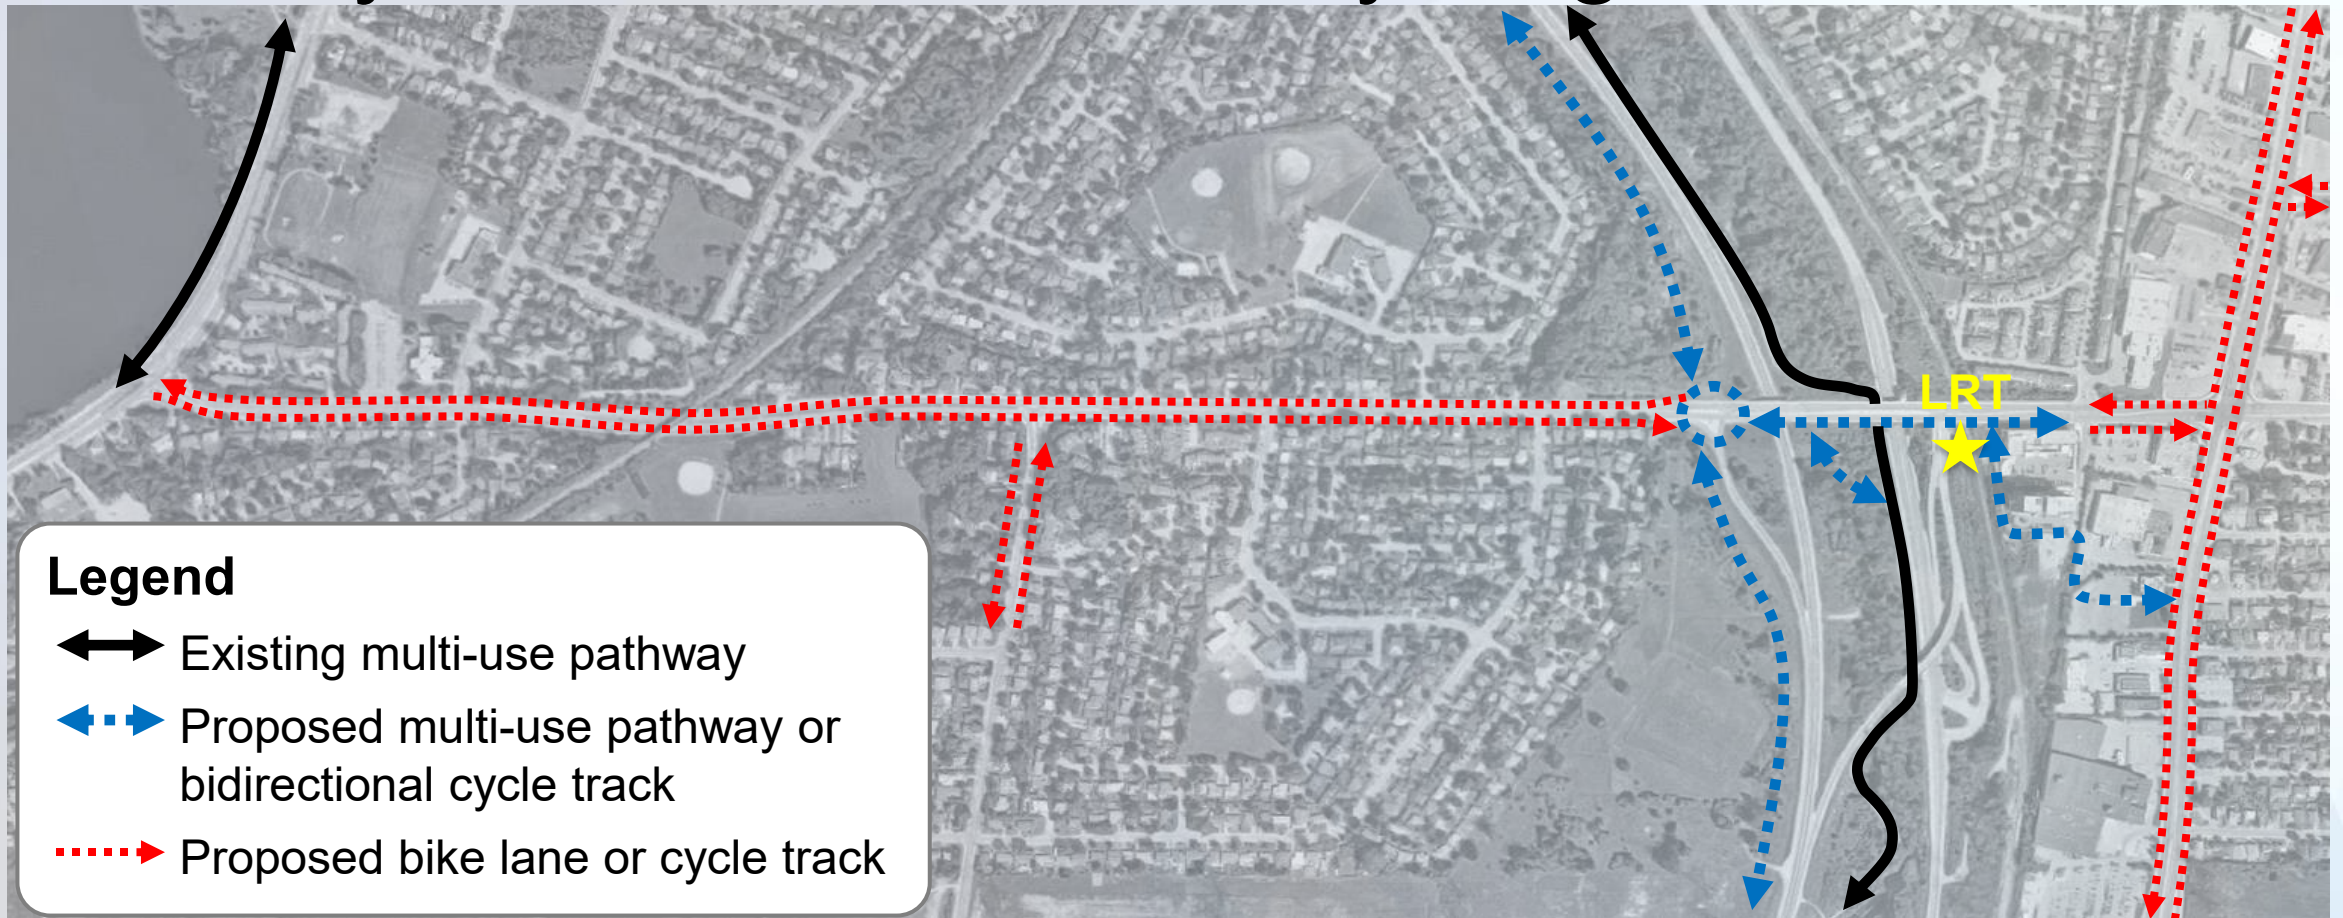 LRT
Legend
Existing multi-use pathway
Proposed multi-use pathway or
bidirectional cycle track
Proposed bike lane or cycle track